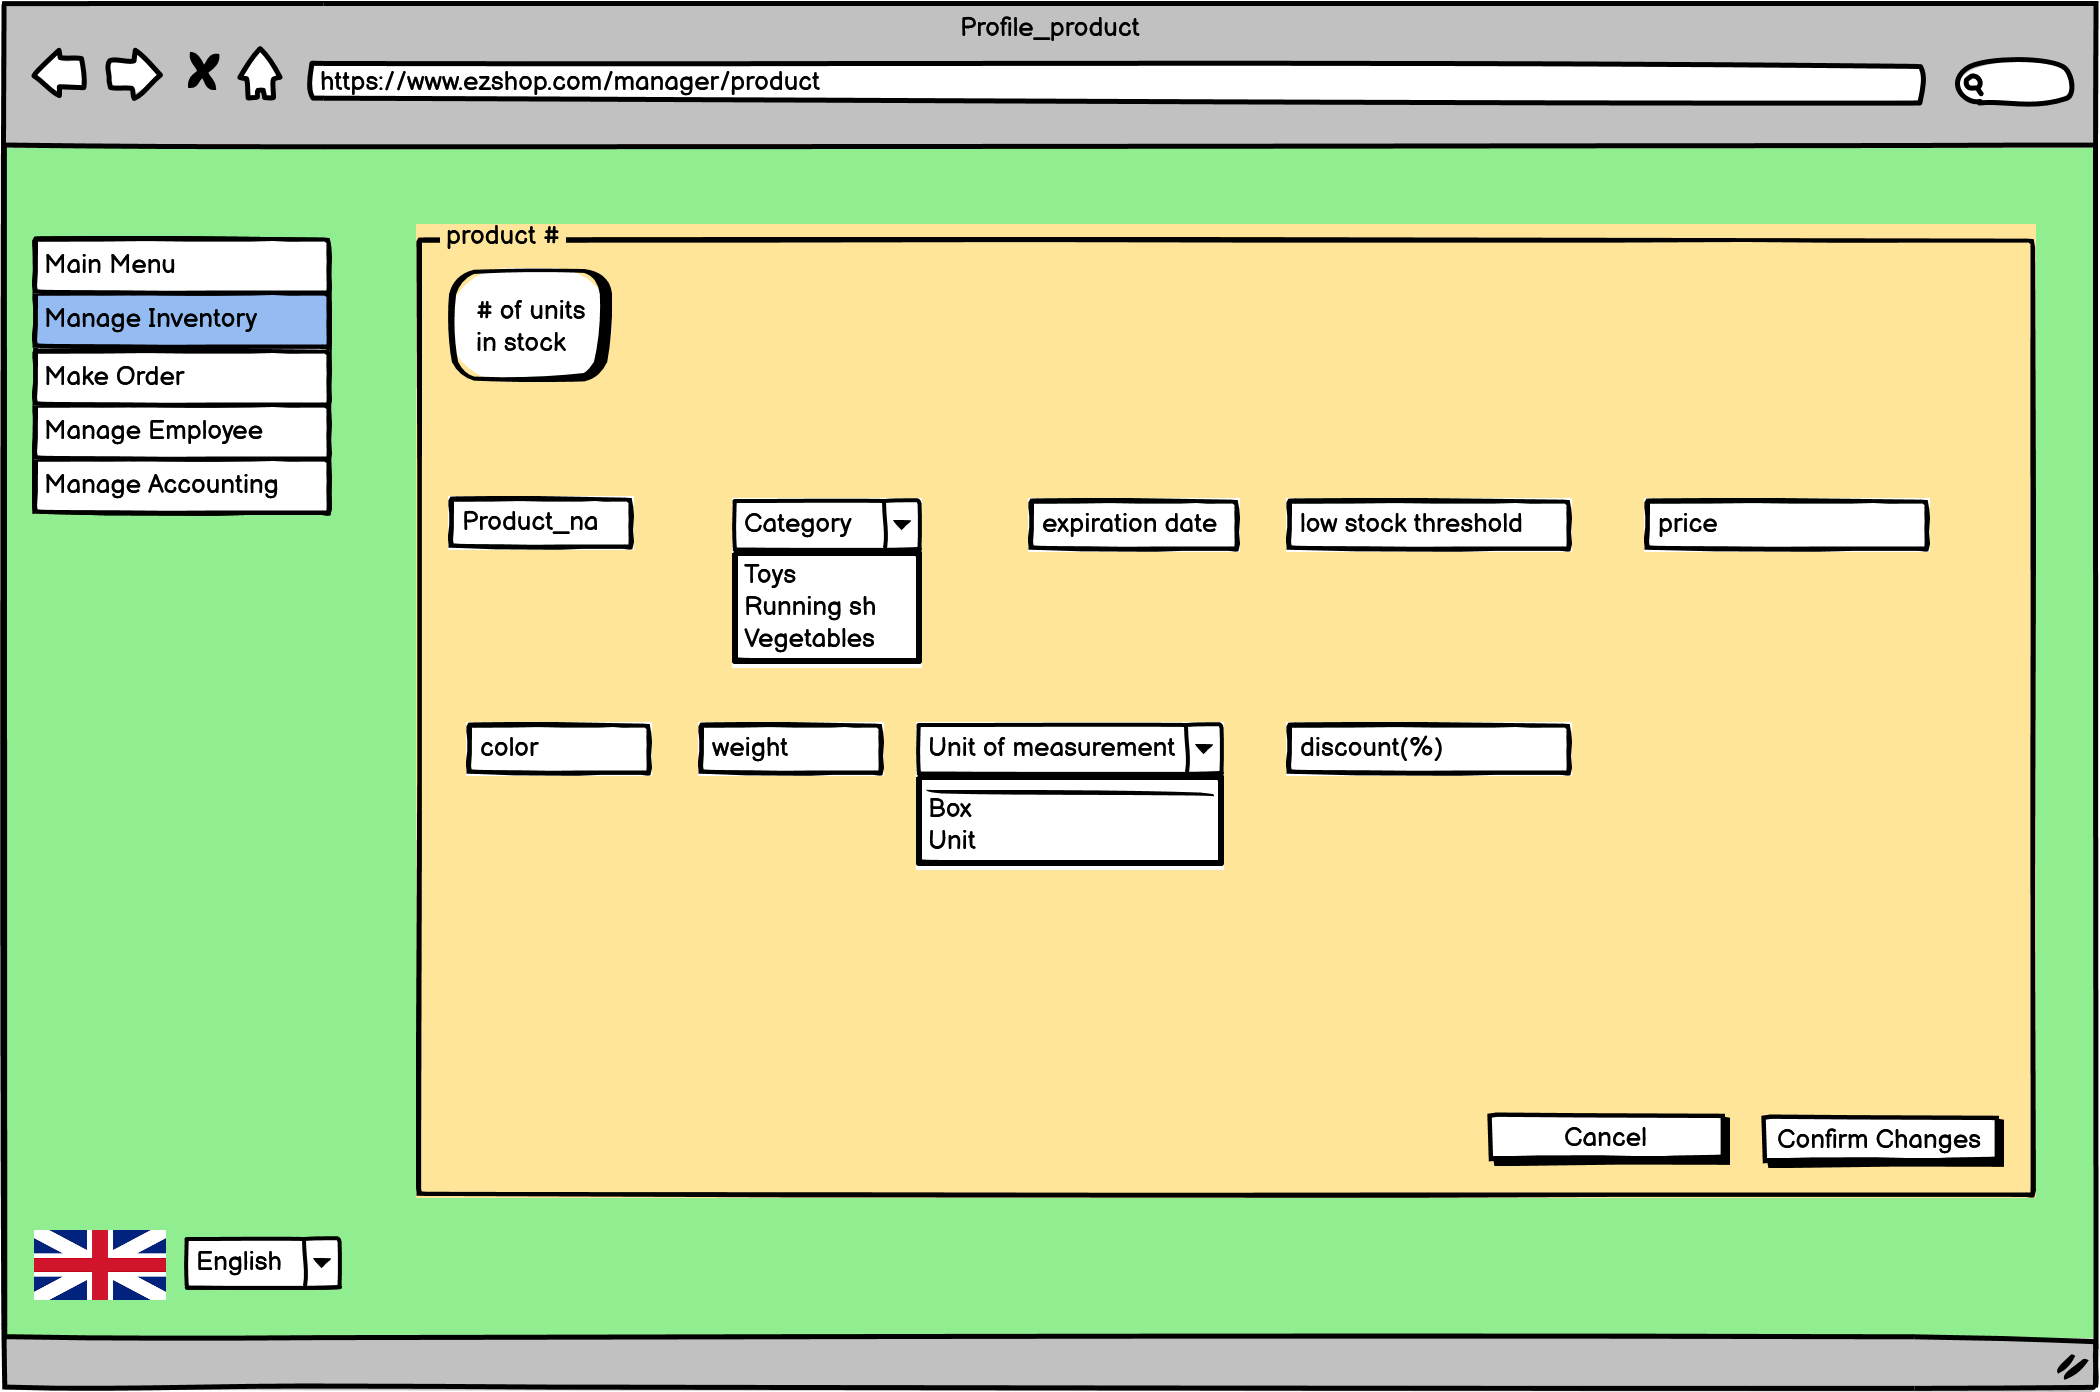 Profile_product
https://www.ezshop.com/manager/product
product #
Main Menu
Manage Inventory
Make Order
Manage Employee
Manage Accounting
# of units
in stock
Product_na
Category
expiration date
low stock threshold
price
Toys
Running sh
Vegetables
color
weight
Unit of measurement
discount(%)
Box
Unit
Cancel
Confirm Changes
English